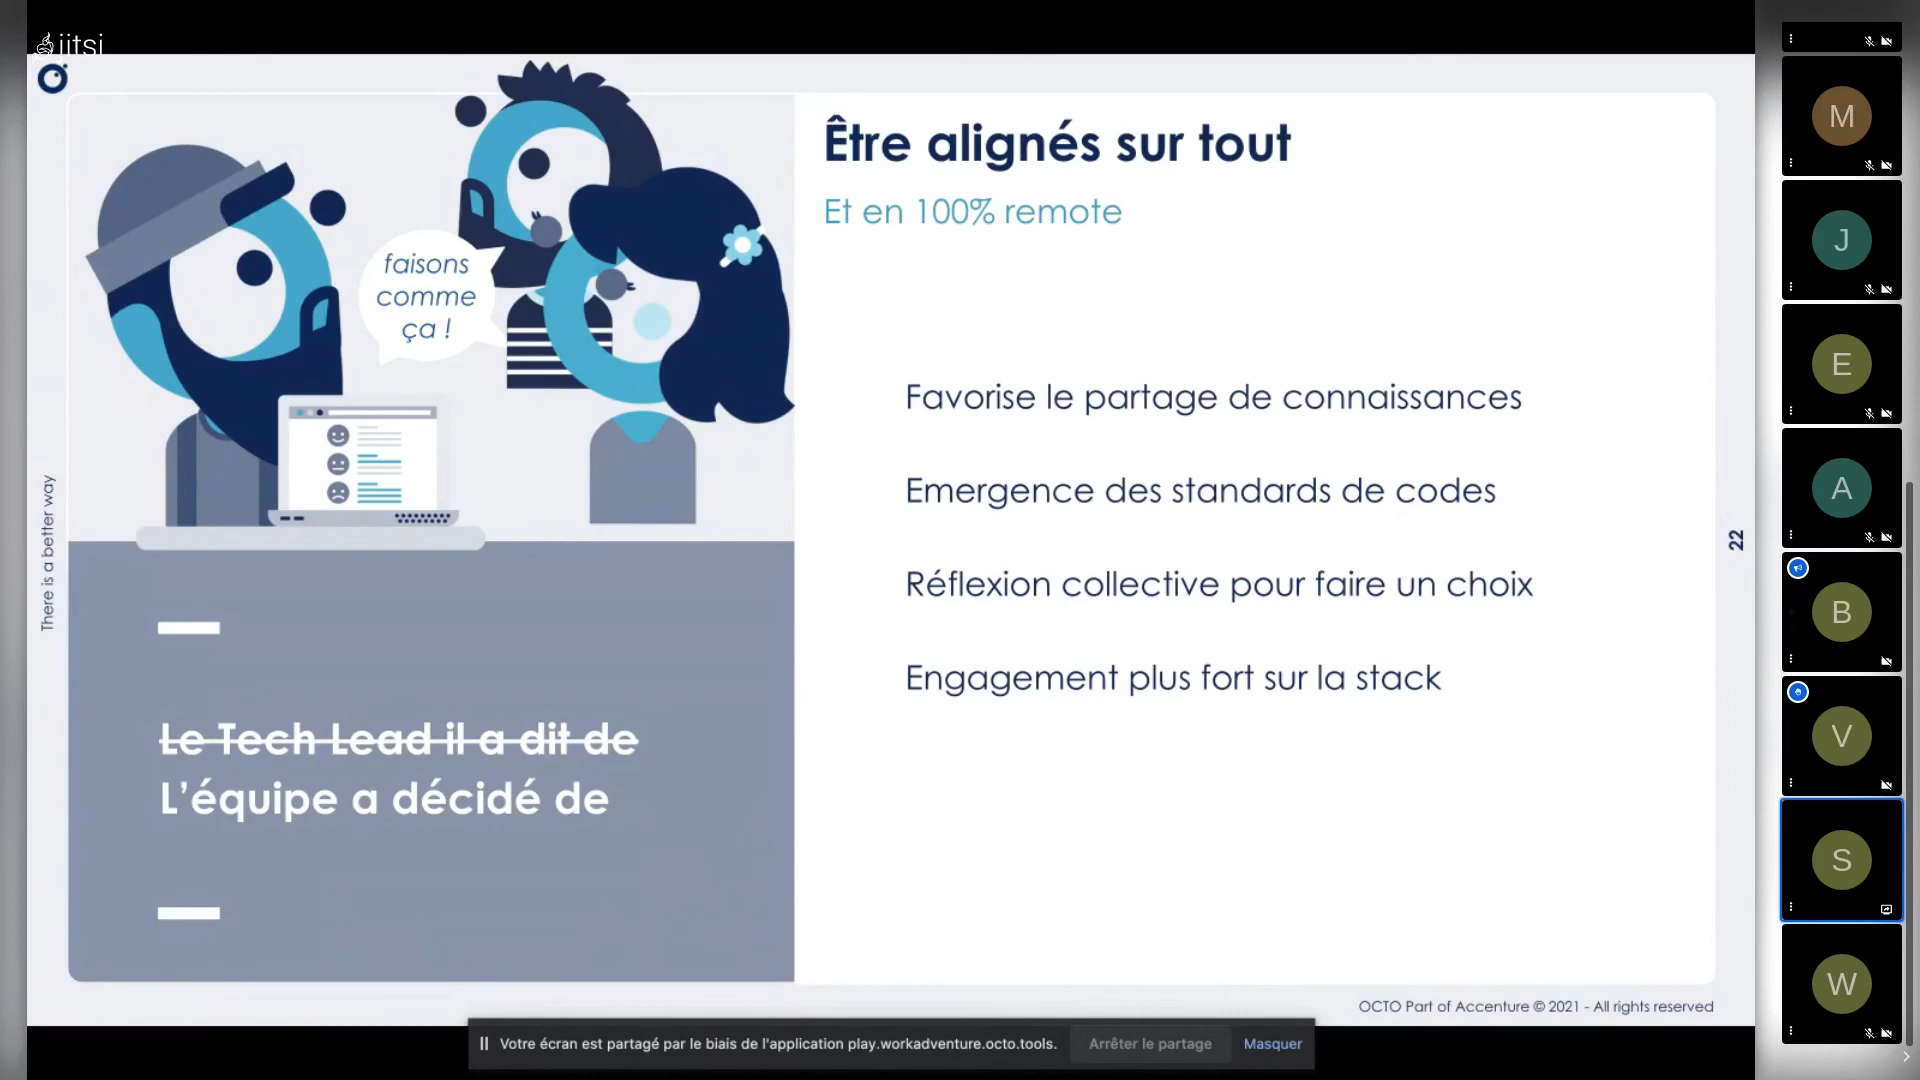 jitsi
Être alignés sur tout
Et en 100% remote
faisons
comme
ça !
Favorise le partage de connaissances
Emergence des standards de codes
Réflexion collective pour faire un choix
Engagement plus fort sur la stack
There is a better way
22
Le Tech Lead il a dit de
L’équipe a décidé de
OCTO Part of Accenture © 2021 - All rights reserved
Votre écran est partagé par le biais de l'application play.workadventure.octo.tools.
Arrêter le partage
Masquer
M
J
E
A
B
V
S
W